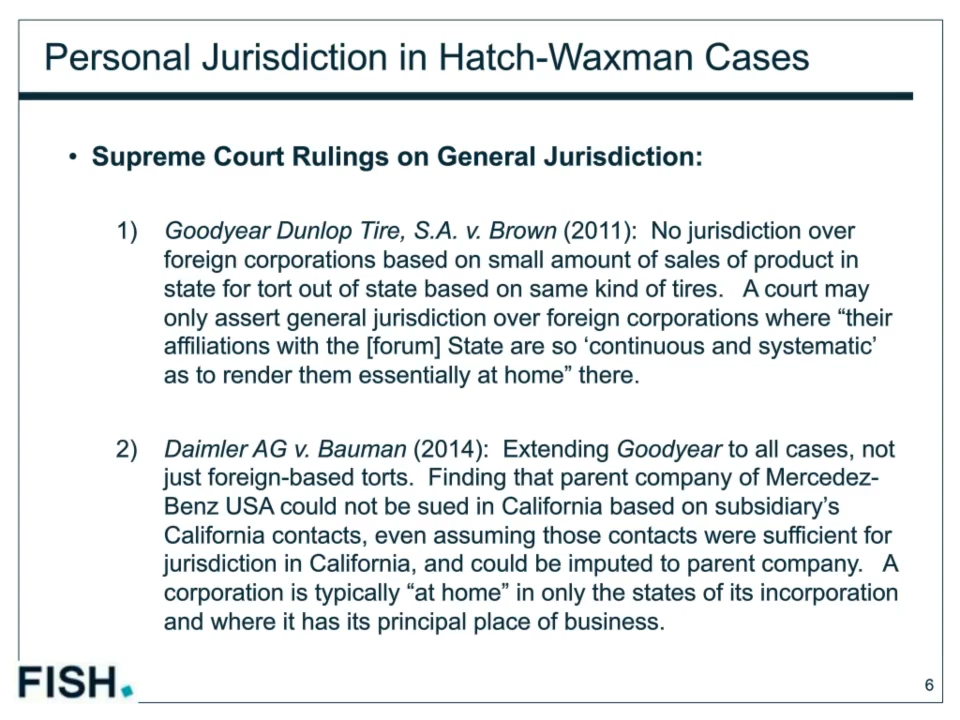 Personal Jurisdiction in Hatch-Waxman Cases
• Supreme Court Rulings on General Jurisdiction:
1) Goodyear Dunlop Tire, S.A. v. Brown (2011): No jurisdiction over
foreign corporations based on small amount of sales of product in
state for tort out of state based on same kind of tires. A court may
only assert general jurisdiction over foreign corporations where “their
affiliations with the [forum] State are so ‘continuous and systematic’
as to render them essentially at home” there.
2) Daimler AG v. Bauman (2014): Extending Goodyear to all cases, not
just foreign-based torts. Finding that parent company of Mercedez-
Benz USA could not be sued in California based on subsidiary’s
California contacts, even assuming those contacts were sufficient for
jurisdiction in California, and could be imputed to parent company. A
corporation is typically “at home” in only the states of its incorporation
and where it has its principal place of business.
FISH.
6